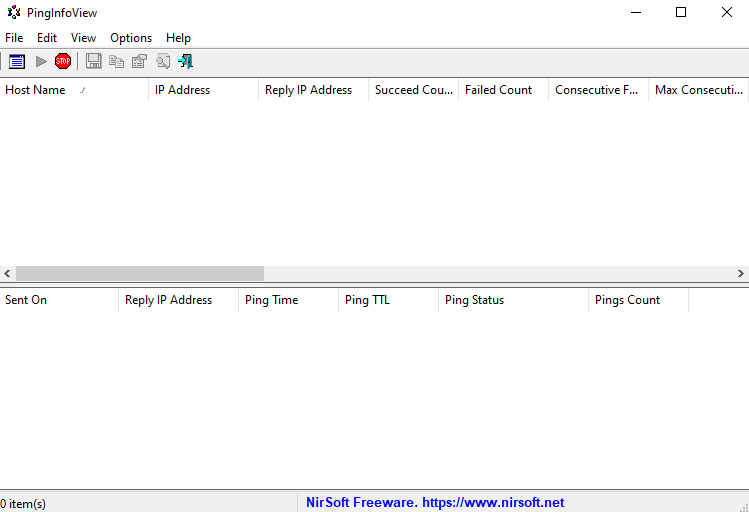 PingInfoView
File Edit View Options Help
STOP
Host Name IP Address Reply IP Address Succeed Cou... Failed Count Consecutive F... Max Consecuti...
Sent On Reply IP Address Ping Time Ping TTL Ping Status Pings Count
0 item(s) NirSoft Freeware. https://www.nirsoft.net